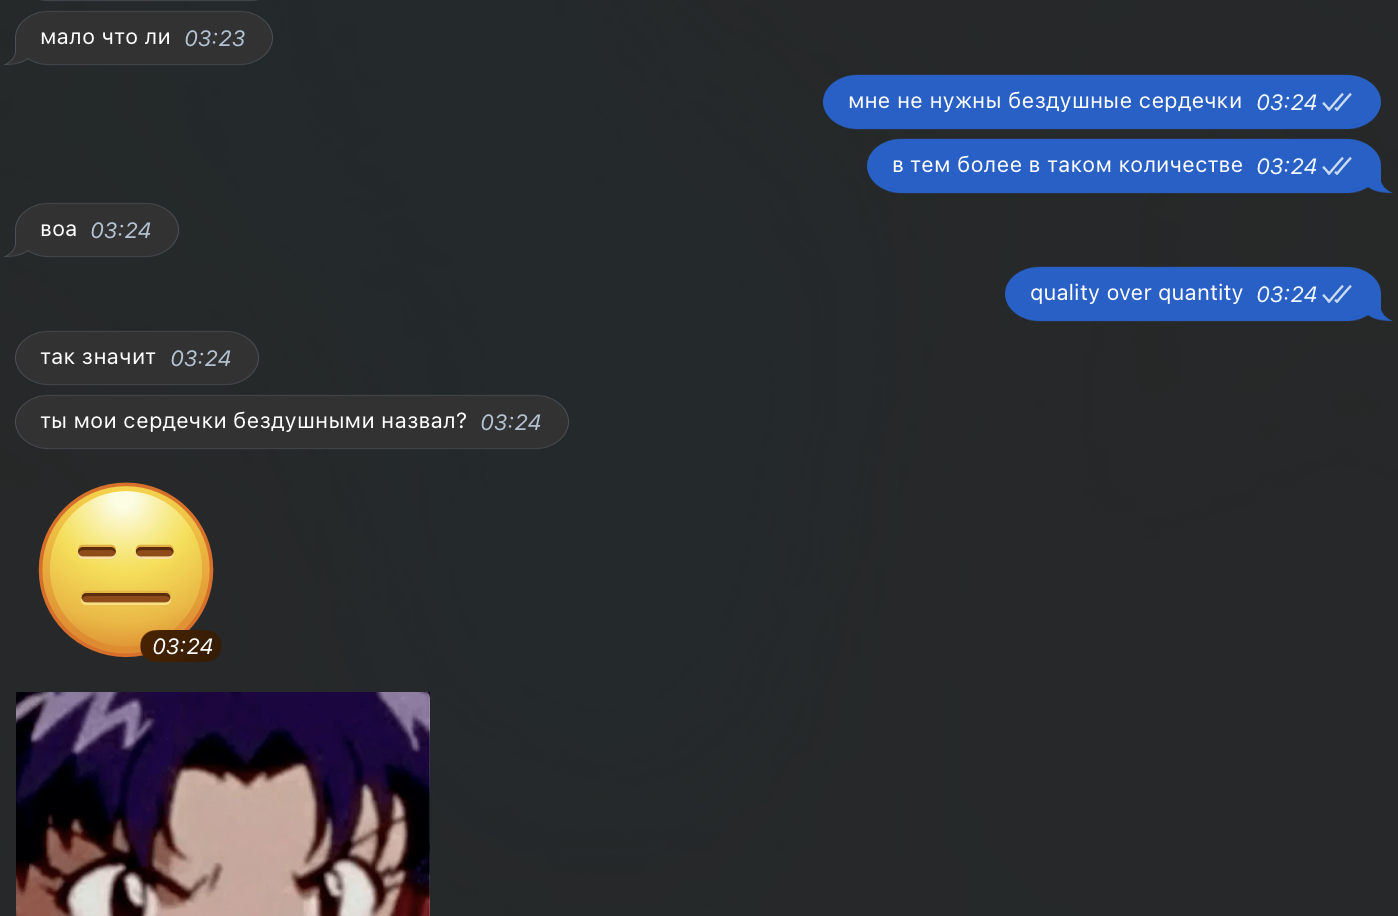 мало что ли 03:23
мне не нужны бездушные сердечки 03:24
в тем более в таком количестве 03:24
воа 03:24
quality over quantity 03:24
так значит 03:24
ты мои сердечки бездушными назвал? 03:24
03:24